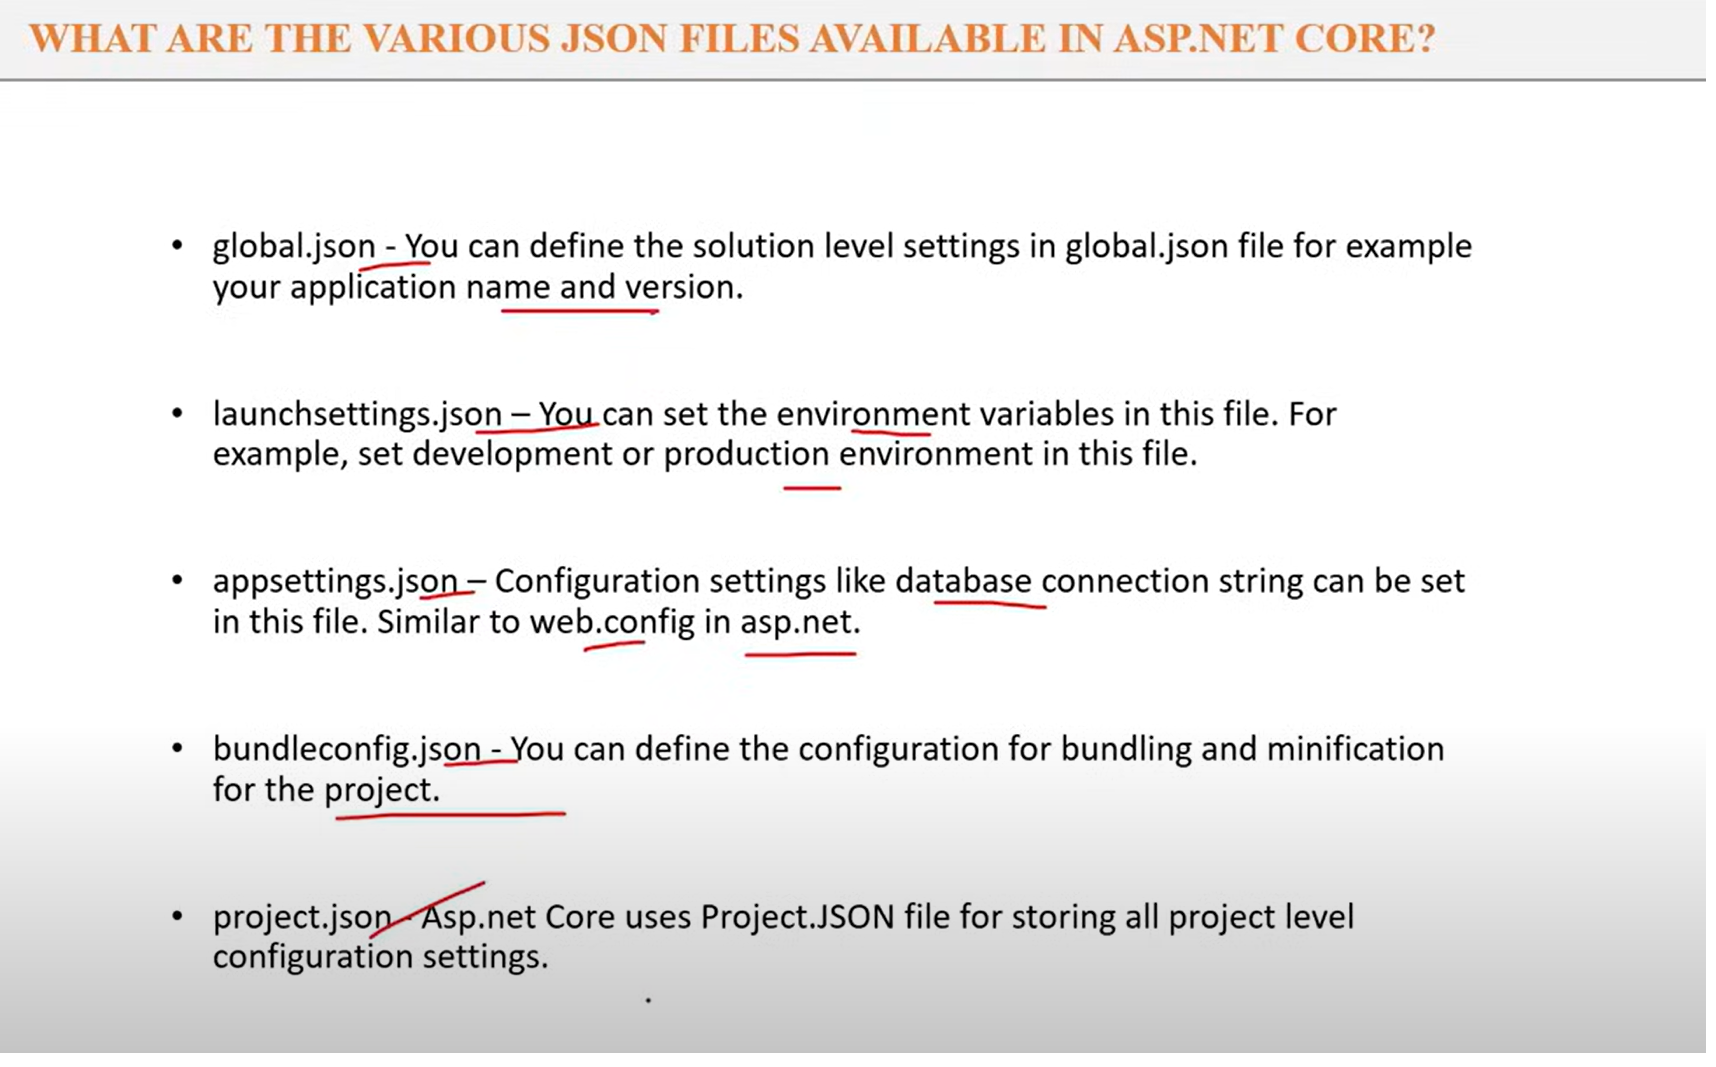 WHAT ARE THE VARIOUS JSON FILES AVAILABLE IN ASP.NET CORE?
• global.json - You can define the solution level settings in global.json file for example
your application name and version.
• launchsettings.json – You can set the environment variables in this file. For
example, set development or production environment in this file.
• appsettings.json – Configuration settings like database connection string can be set
in this file. Similar to web.config in asp.net.
• bundleconfig.json - You can define the configuration for bundling and minification
for the project.
• project.json - Asp.net Core uses Project.JSON file for storing all project level
configuration settings.